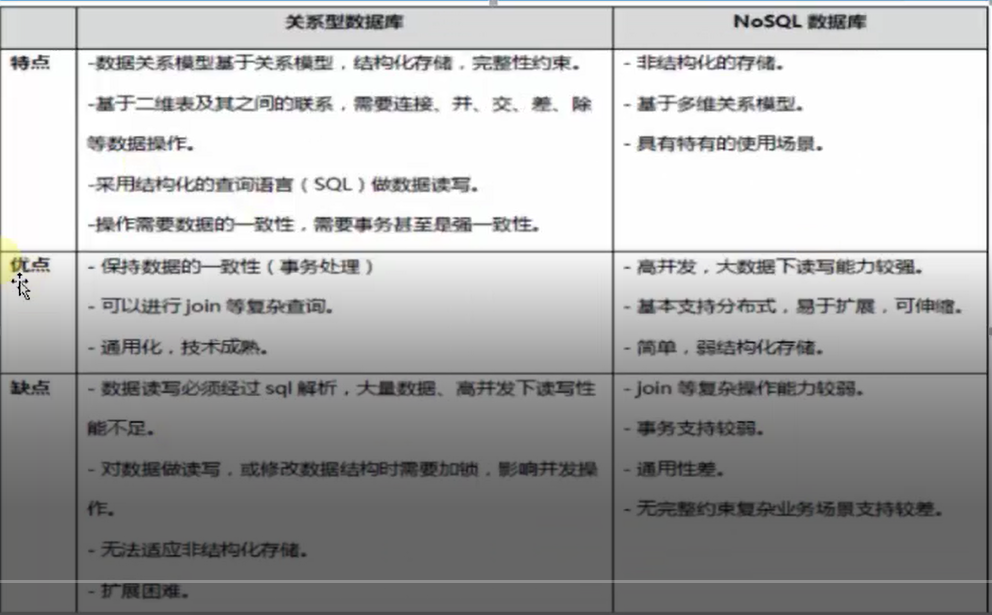 关系型数据库
NoSQL 数据库
特点
-数据关系模型基于关系模型，结构化存储，完整性约束。
-基于二维表及其之间的联系，需要连接、并、交、差、除
等数据操作。
-采用结构化的查询语言（SQL）做数据读写。
-操作需要数据的一致性，需要事务甚至是强一致性。
- 非结构化的存储。
- 基于多维关系模型。
- 具有特有的使用场景。
优点
- 保持数据的一致性（事务处理）
- 可以进行 join 等复杂查询。
- 通用化，技术成熟。
- 高并发，大数据下读写能力较强。
- 基本支持分布式，易于扩展，可伸缩。
- 简单，弱结构化存储。
缺点
- 数据读写必须经过 sql 解析，大量数据、高并发下读写性
能不足。
- 对数据做读写，或修改数据结构时需要加锁，影响并发操
作。
- 无法适应非结构化存储。
- 扩展困难。
- join 等复杂操作能力较弱。
- 事务支持较弱。
- 通用性差。
- 无完整约束复杂业务场景支持较差。